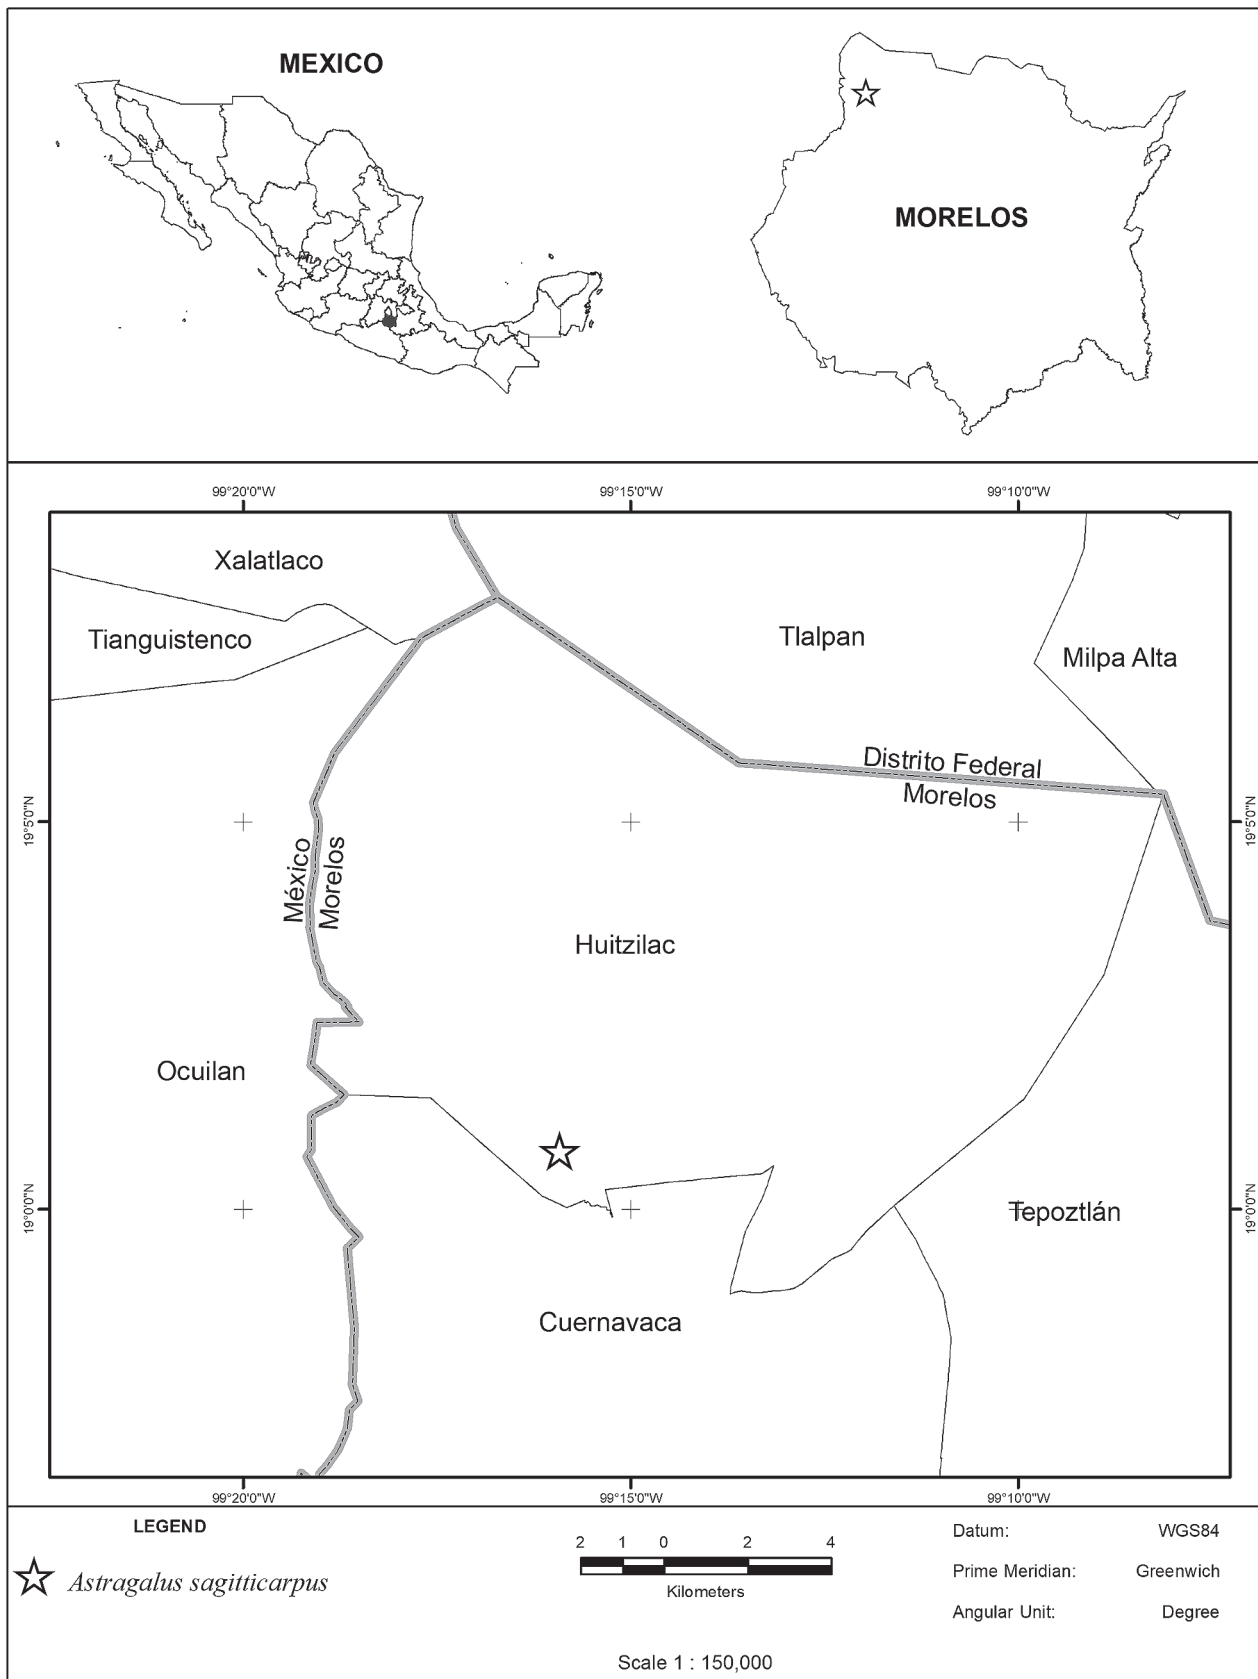 MEXICO
MORELOS
99°20'0"W
99°15'0"W
99°10'0"W
Xalatlaco
Tianguistenco
Tlalpan
Milpa Alta
Distrito Federal
Morelos
19°5'0"N
19°5'0"N
México
Morelos
Huitzilac
Ocuilan
19°0'0"N
19°0'0"N
Tepoztlán
Cuernavaca
99°20'0"W
99°15'0"W
99°10'0"W
LEGEND
Astragalus sagitticarpus
2 1 0 2 4
Kilometers
Scale 1 : 150,000
Datum: WGS84
Prime Meridian: Greenwich
Angular Unit: Degree